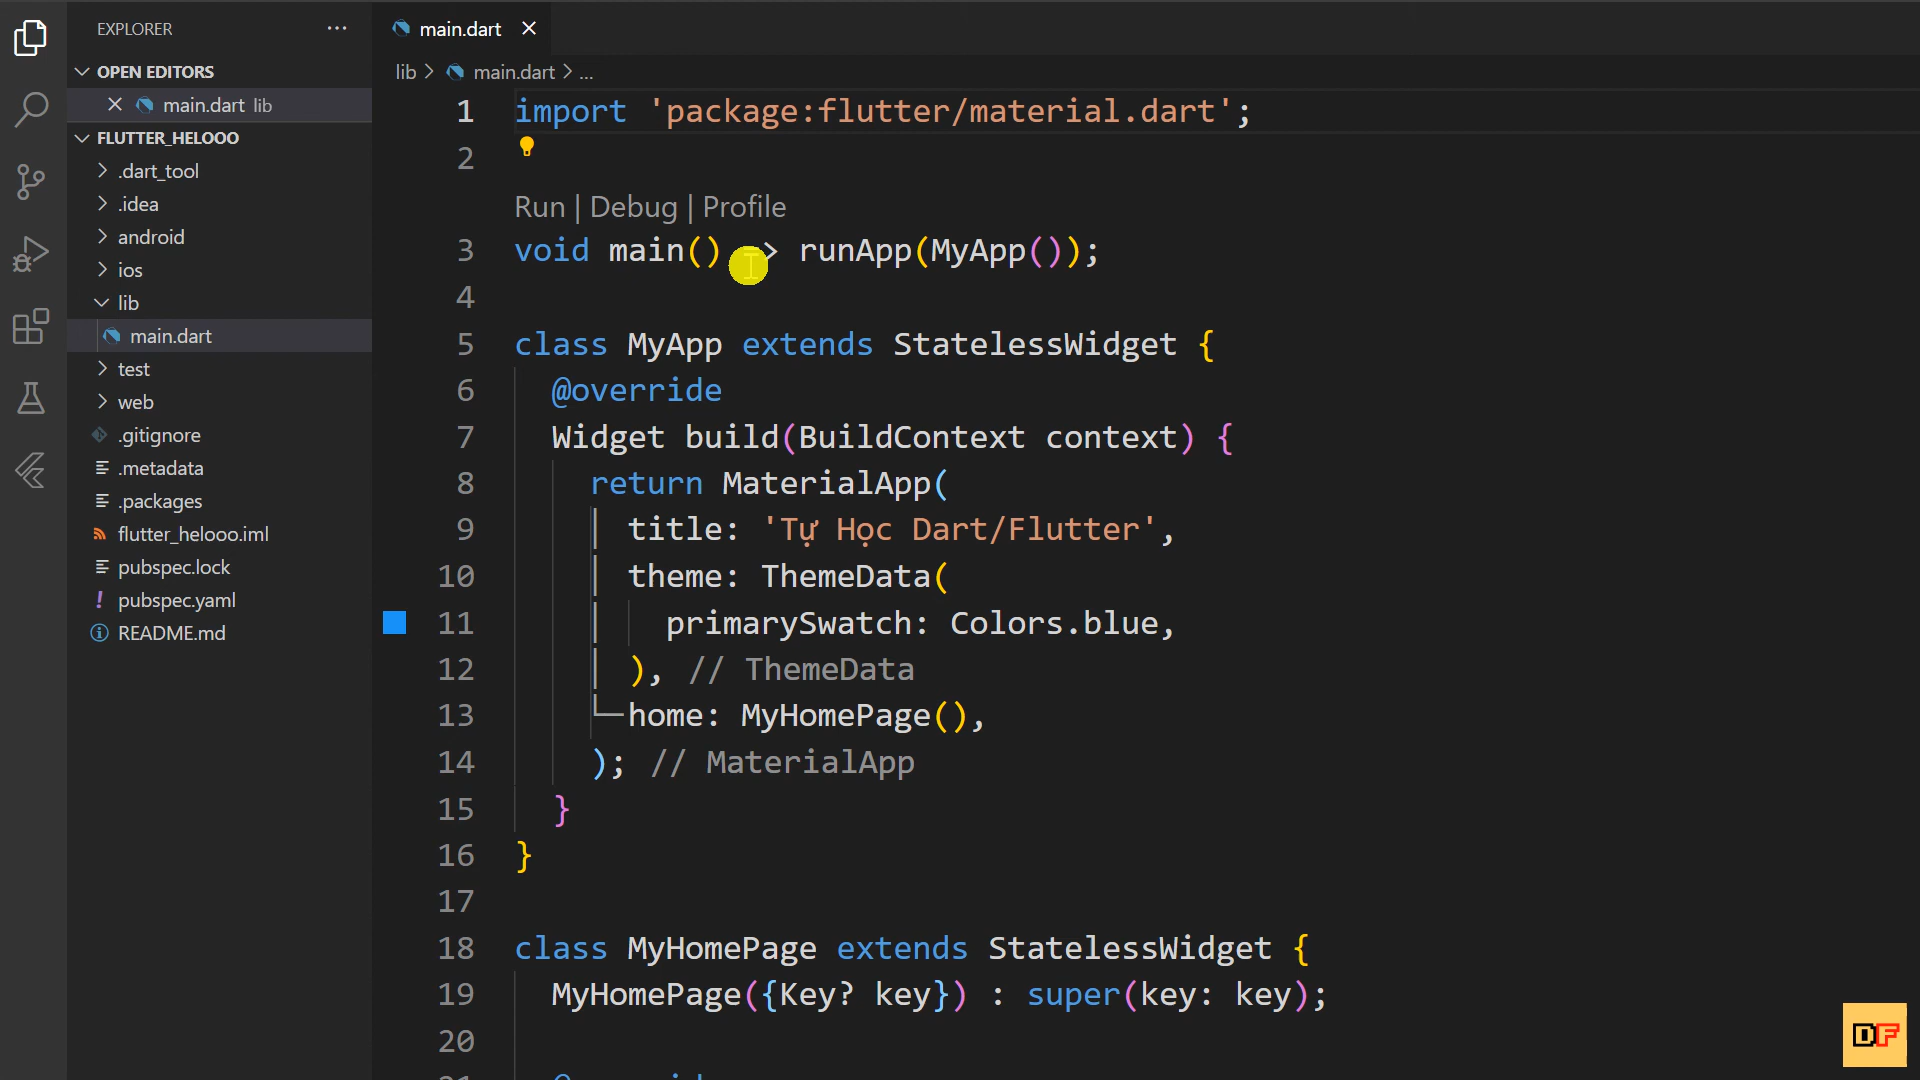 EXPLORER
OPEN EDITORS
main.dart lib
FLUTTER_HELOOO
.dart_tool
.idea
android
ios
lib
main.dart
test
web
.gitignore
.metadata
.packages
flutter_helooo.iml
pubspec.lock
pubspec.yaml
README.md
main.dart
lib > main.dart > ...
1 import 'package:flutter/material.dart';
2
Run | Debug | Profile
3 void main() > runApp(MyApp());
4
5 class MyApp extends StatelessWidget {
6 @override
7 Widget build(BuildContext context) {
8 return MaterialApp(
9 title: 'Tự Học Dart/Flutter',
10 theme: ThemeData(
11 primarySwatch: Colors.blue,
12 ), // ThemeData
13 home: MyHomePage(),
14 ); // MaterialApp
15 }
16 }
17
18 class MyHomePage extends StatelessWidget {
19 MyHomePage({Key? key}) : super(key: key);
20
DF